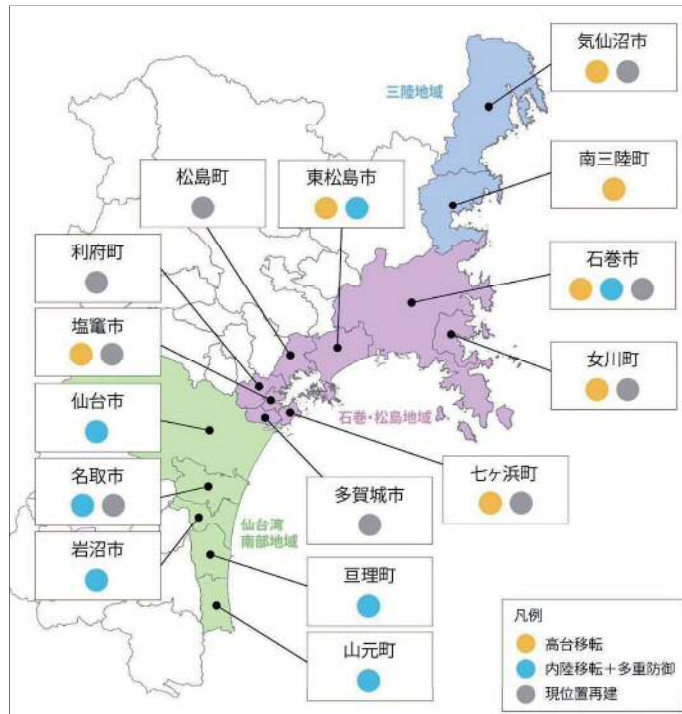 気仙沼市
三陸地域
南三陸町
松島町
東松島市
利府町
石巻市
塩竈市
女川町
仙台市
石巻・松島地域
七ヶ浜町
名取市
多賀城市
仙台湾
南部地域
岩沼市
亘理町
山元町
凡例
高台移転
内陸移転＋多重防御
現位置再建